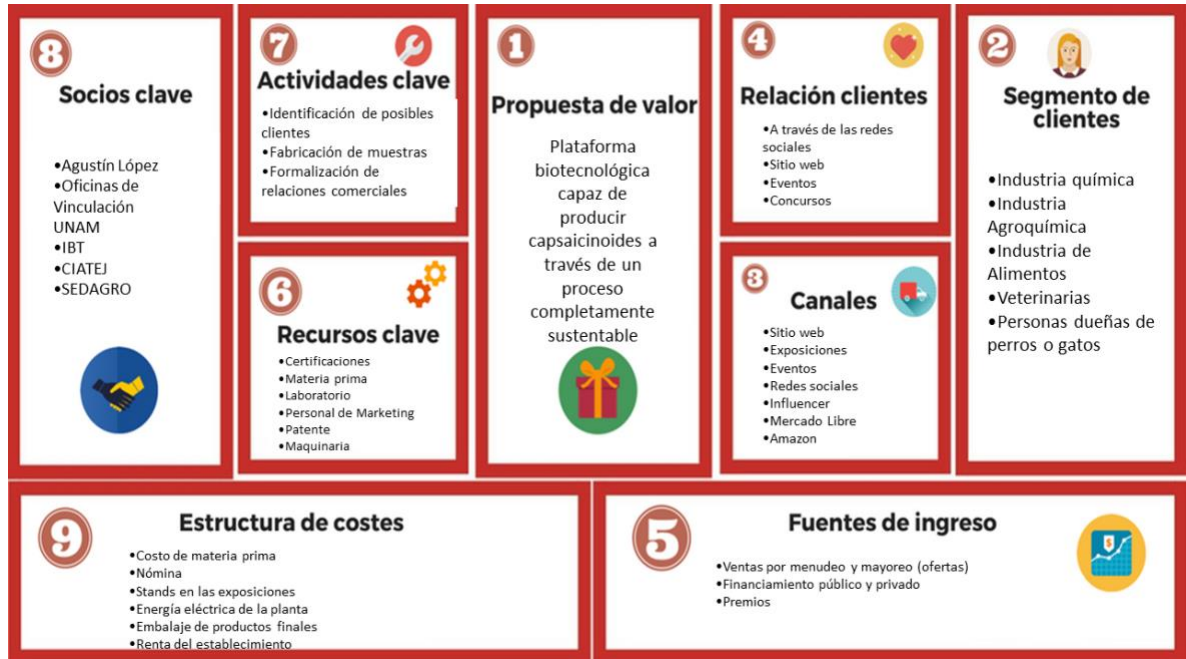 8
Socios clave
•Agustín López
•Oficinas de
Vinculación
UNAM
•IBT
•CIATEJ
•SEDAGRO
7
Actividades clave
•Identificación de posibles
clientes
•Fabricación de muestras
•Formalización de
relaciones comerciales
6
Recursos clave
•Certificaciones
•Materia prima
•Laboratorio
•Personal de Marketing
•Patente
•Maquinaria
1
Propuesta de valor
Plataforma
biotecnológica
capaz de
producir
capsaicinoides a
través de un
proceso
completamente
sustentable
4
Relación clientes
•A través de las redes
sociales
•Sitio web
•Eventos
•Concursos
3
Canales
•Sitio web
•Exposiciones
•Eventos
•Redes sociales
•Influencer
•Mercado Libre
•Amazon
2
Segmento de
clientes
•Industria química
•Industria
Agroquímica
•Industria de
Alimentos
•Veterinarias
•Personas dueñas de
perros o gatos
9
Estructura de costes
•Costo de materia prima
•Nómina
•Stands en las exposiciones
•Energía eléctrica de la planta
•Embalaje de productos finales
•Renta del establecimiento
5
Fuentes de ingreso
$
•Ventas por menudeo y mayoreo (ofertas)
•Financiamiento público y privado
•Premios